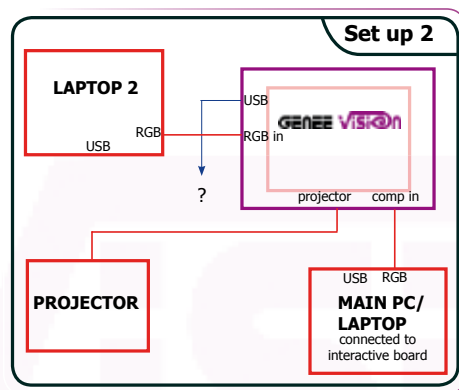 Set up 2
LAPTOP 2
RGB
USB
USB
GENEE VISION
RGB in
?
projector
comp in
PROJECTOR
USB
RGB
MAIN PC/
LAPTOP
connected to
interactive board